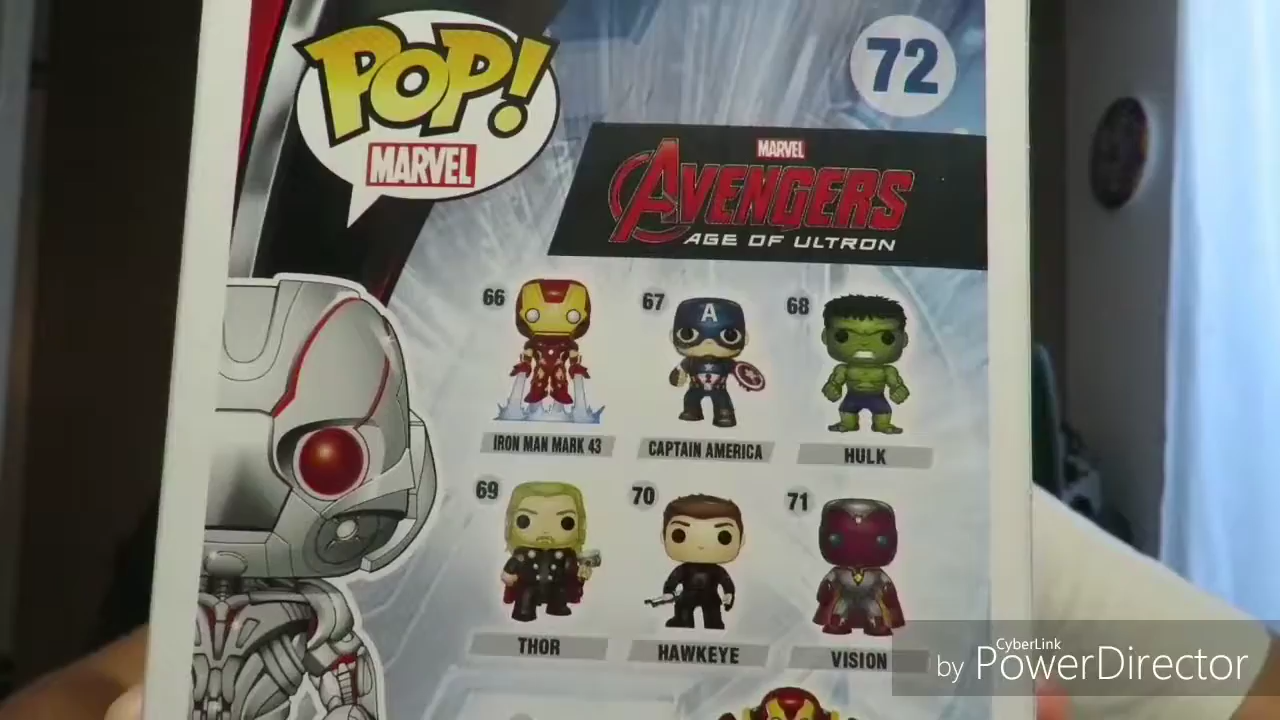 POP!
MARVEL
72
MARVEL
AVENGERS
AGE OF ULTRON
66
IRON MAN MARK 43
67
CAPTAIN AMERICA
A
68
HULK
69
THOR
70
HAWKEYE
71
VISION
CyberLink
by PowerDirector